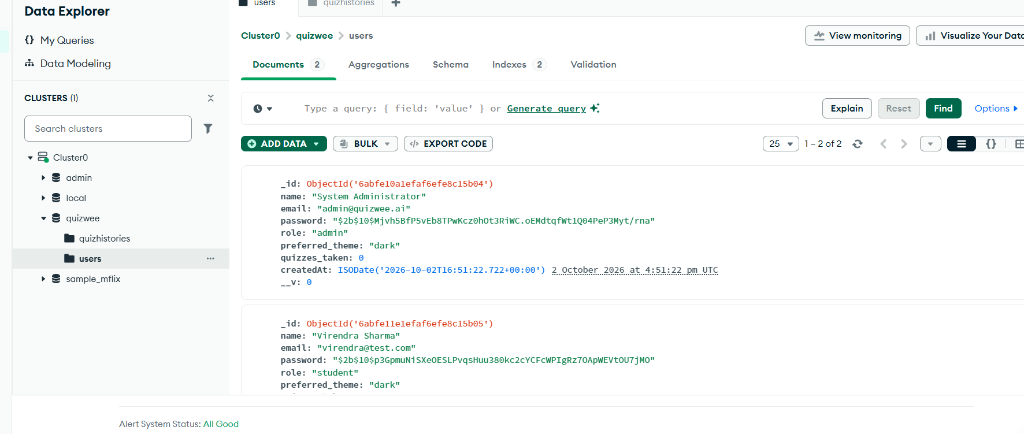 Data Explorer
My Queries
Data Modeling
CLUSTERS (1)
Search clusters
Cluster0
admin
local
quizwee
quizhistories
users
sample_mflix
users
quizhistories
Cluster0 > quizwee > users
View monitoring
Visualize Your Data
Documents 2
Aggregations
Schema
Indexes 2
Validation
Type a query: { field: 'value' } or Generate query
Explain
Reset
Find
Options
ADD DATA
BULK
EXPORT CODE
25
1 – 2 of 2
_id: ObjectId('6abfe10a1efaf6efe8c15b04')
name: "System Administrator"
email: "admin@quizwee.ai"
password: "$2b$10$Mjvh5BfP5vEb8TPwKcz0hOt3RiWC.oEMdtqfWt1Q04PeP3Myt/rna"
role: "admin"
preferred_theme: "dark"
quizzes_taken: 0
createdAt: ISODate('2026-10-02T16:51:22.722+00:00') 2 October 2026 at 4:51:22 pm UTC
__v: 0
_id: ObjectId('6abfe11e1efaf6efe8c15b05')
name: "Virendra Sharma"
email: "virendra@test.com"
password: "$2b$10$p3GpmuNiSXeOESLPvqsHuu380kc2cYCFcWPIgRz7OApWEVtOU7jMO"
role: "student"
preferred_theme: "dark"
Alert System Status: All Good